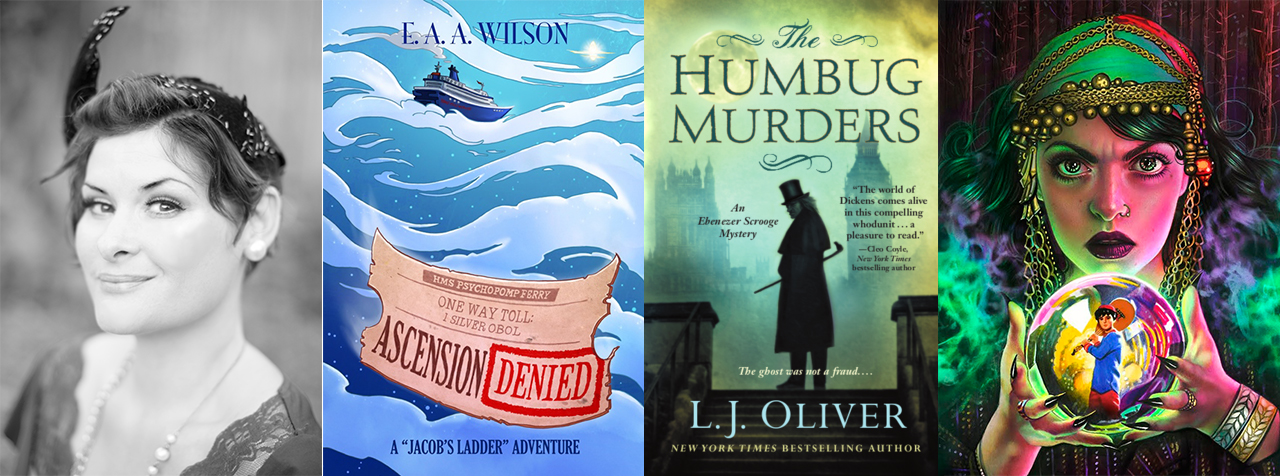 E. A. A. WILSON
HMS PSYCHOPOMP FERRY
ONE WAY TOLL:
1 SILVER OBOL
ASCENSION DENIED
A "JACOB'S LADDER" ADVENTURE
The
HUMBUG
MURDERS
An
Ebenezer Scrooge
Mystery
"The world of
Dickens comes alive
in this compelling
whodunit . . . a
pleasure to read."
—Cleo Coyle,
New York Times
bestselling author
The ghost was not a fraud. . . .
L. J. OLIVER
NEW YORK TIMES BESTSELLING AUTHOR